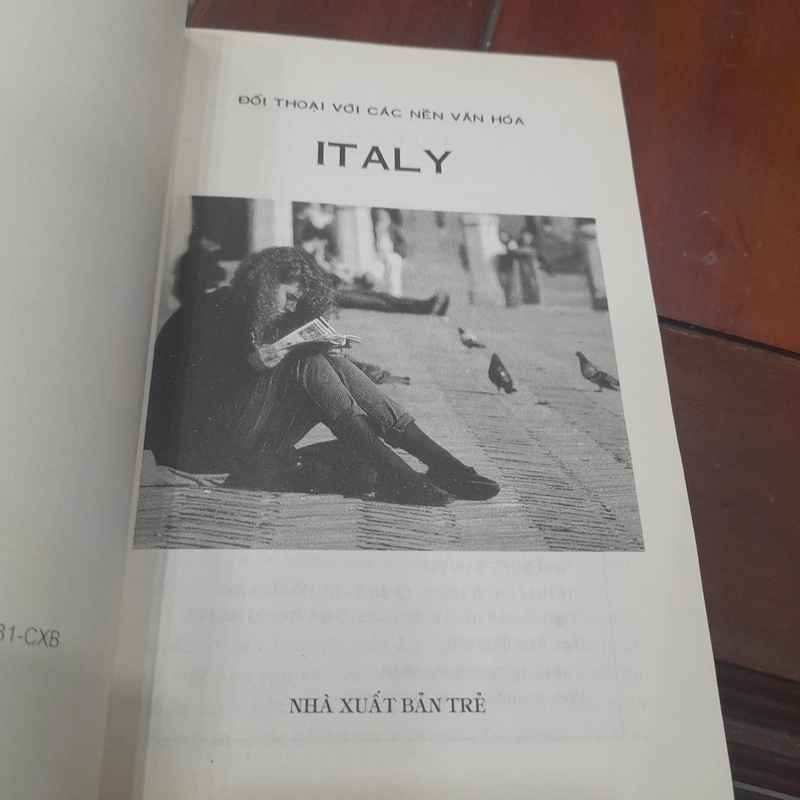 ĐỐI THOẠI VỚI CÁC NỀN VĂN HÓA
ITALY
NHÀ XUẤT BẢN TRẺ
31-CXB